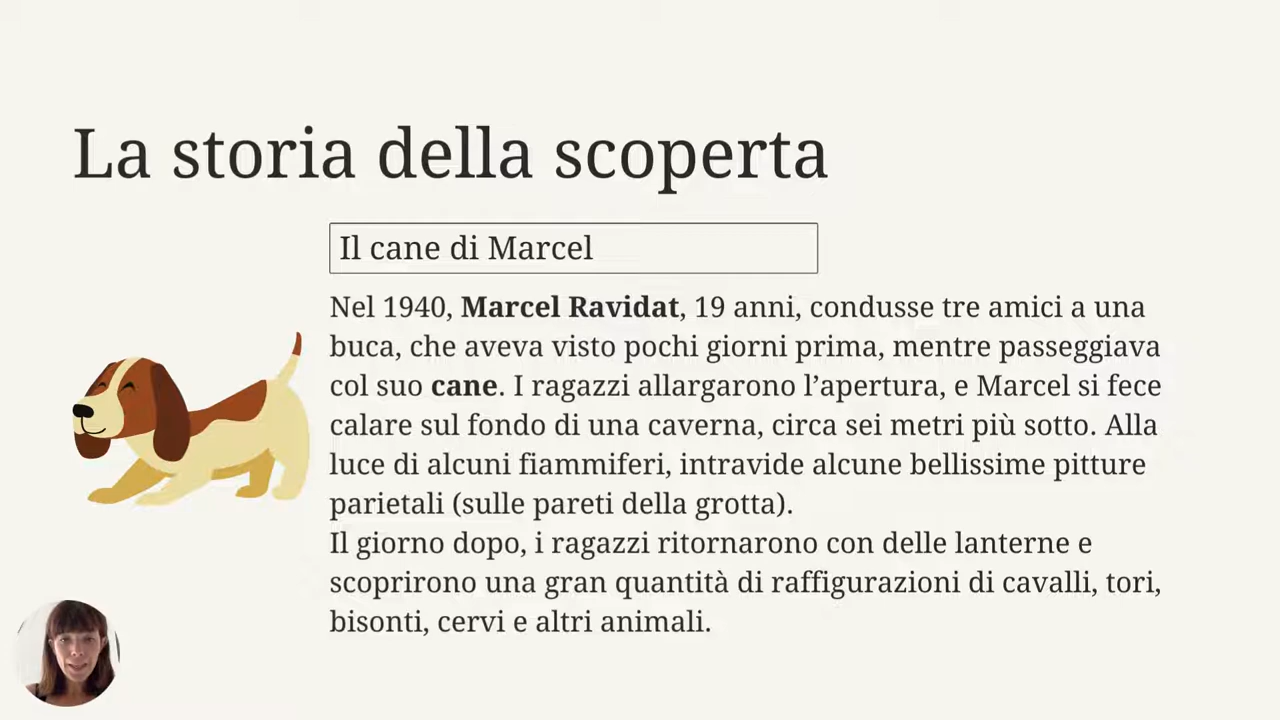 La storia della scoperta
Il cane di Marcel
Nel 1940, Marcel Ravidat, 19 anni, condusse tre amici a una
buca, che aveva visto pochi giorni prima, mentre passeggiava
col suo cane. I ragazzi allargarono l’apertura, e Marcel si fece
calare sul fondo di una caverna, circa sei metri più sotto. Alla
luce di alcuni fiammiferi, intravide alcune bellissime pitture
parietali (sulle pareti della grotta).
Il giorno dopo, i ragazzi ritornarono con delle lanterne e
scoprirono una gran quantità di raffigurazioni di cavalli, tori,
bisonti, cervi e altri animali.